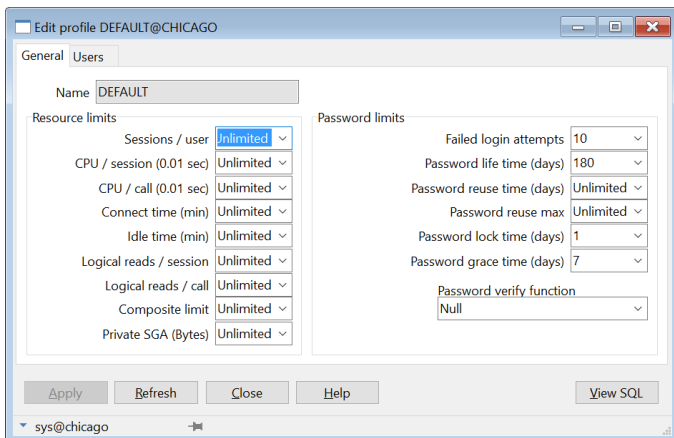 Edit profile DEFAULT@CHICAGO
General Users
Name DEFAULT
Resource limits
Sessions / user Unlimited
CPU / session (0.01 sec) Unlimited
CPU / call (0.01 sec) Unlimited
Connect time (min) Unlimited
Idle time (min) Unlimited
Logical reads / session Unlimited
Logical reads / call Unlimited
Composite limit Unlimited
Private SGA (Bytes) Unlimited
Password limits
Failed login attempts 10
Password life time (days) 180
Password reuse time (days) Unlimited
Password reuse max Unlimited
Password lock time (days) 1
Password grace time (days) 7
Password verify function
Null
Apply Refresh Close Help View SQL
sys@chicago